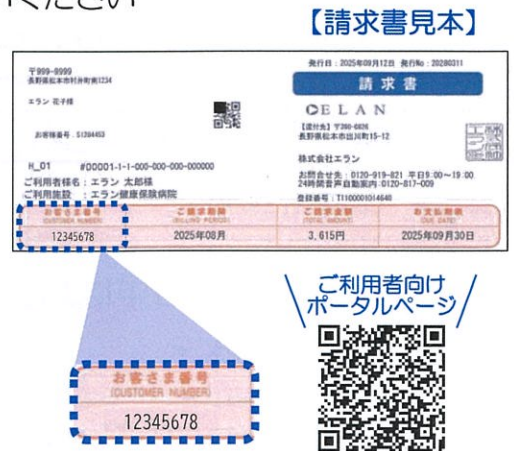 ください
【請求書見本】
発行日:2025年09月12日 発行No:20280311
〒999-9999
長野県松本市村井町南1234
請求書
エラン 花子様
ELAN
お客様番号:51284453
【送付先】〒390-0826
長野県松本市出川町15-12
株式会社エラン
H_01 #D0001-1-1-000-000-000-000000
お問合せ先:0120-919-821 平日9:00~19:00
24時間音声自動案内:0120-817-009
ご利用者様名:エラン 太郎様
ご利用施設 :エラン健康保険病院
登録番号:T1100001014640
お客さま番号 ご請求期間 ご請求金額 お支払期限
(CUSTOMER NUMBER) (BILLING PERIOD) (TOTAL AMOUNT) (DUE DATE)
12345678 2025年08月 3,615円 2025年09月30日
ご利用者向け
ポータルページ
お客さま番号
(CUSTOMER NUMBER)
12345678